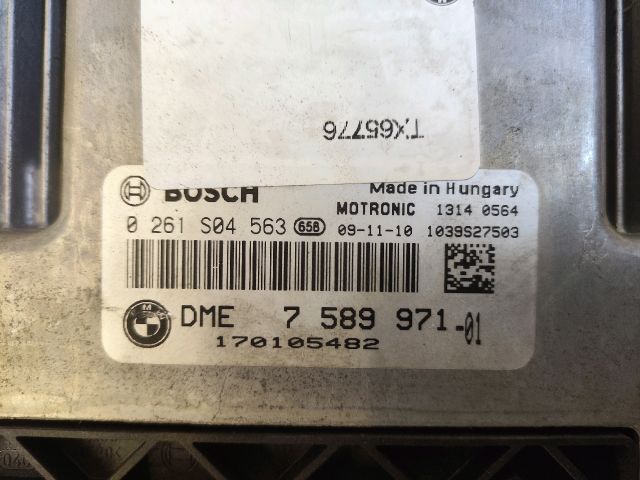 TX65776
BOSCH
Made in Hungary
MOTRONIC 1314 0564
0 261 S04 563 658 09-11-10 1039S27503
BMW
DME 7 589 971-01
170105482